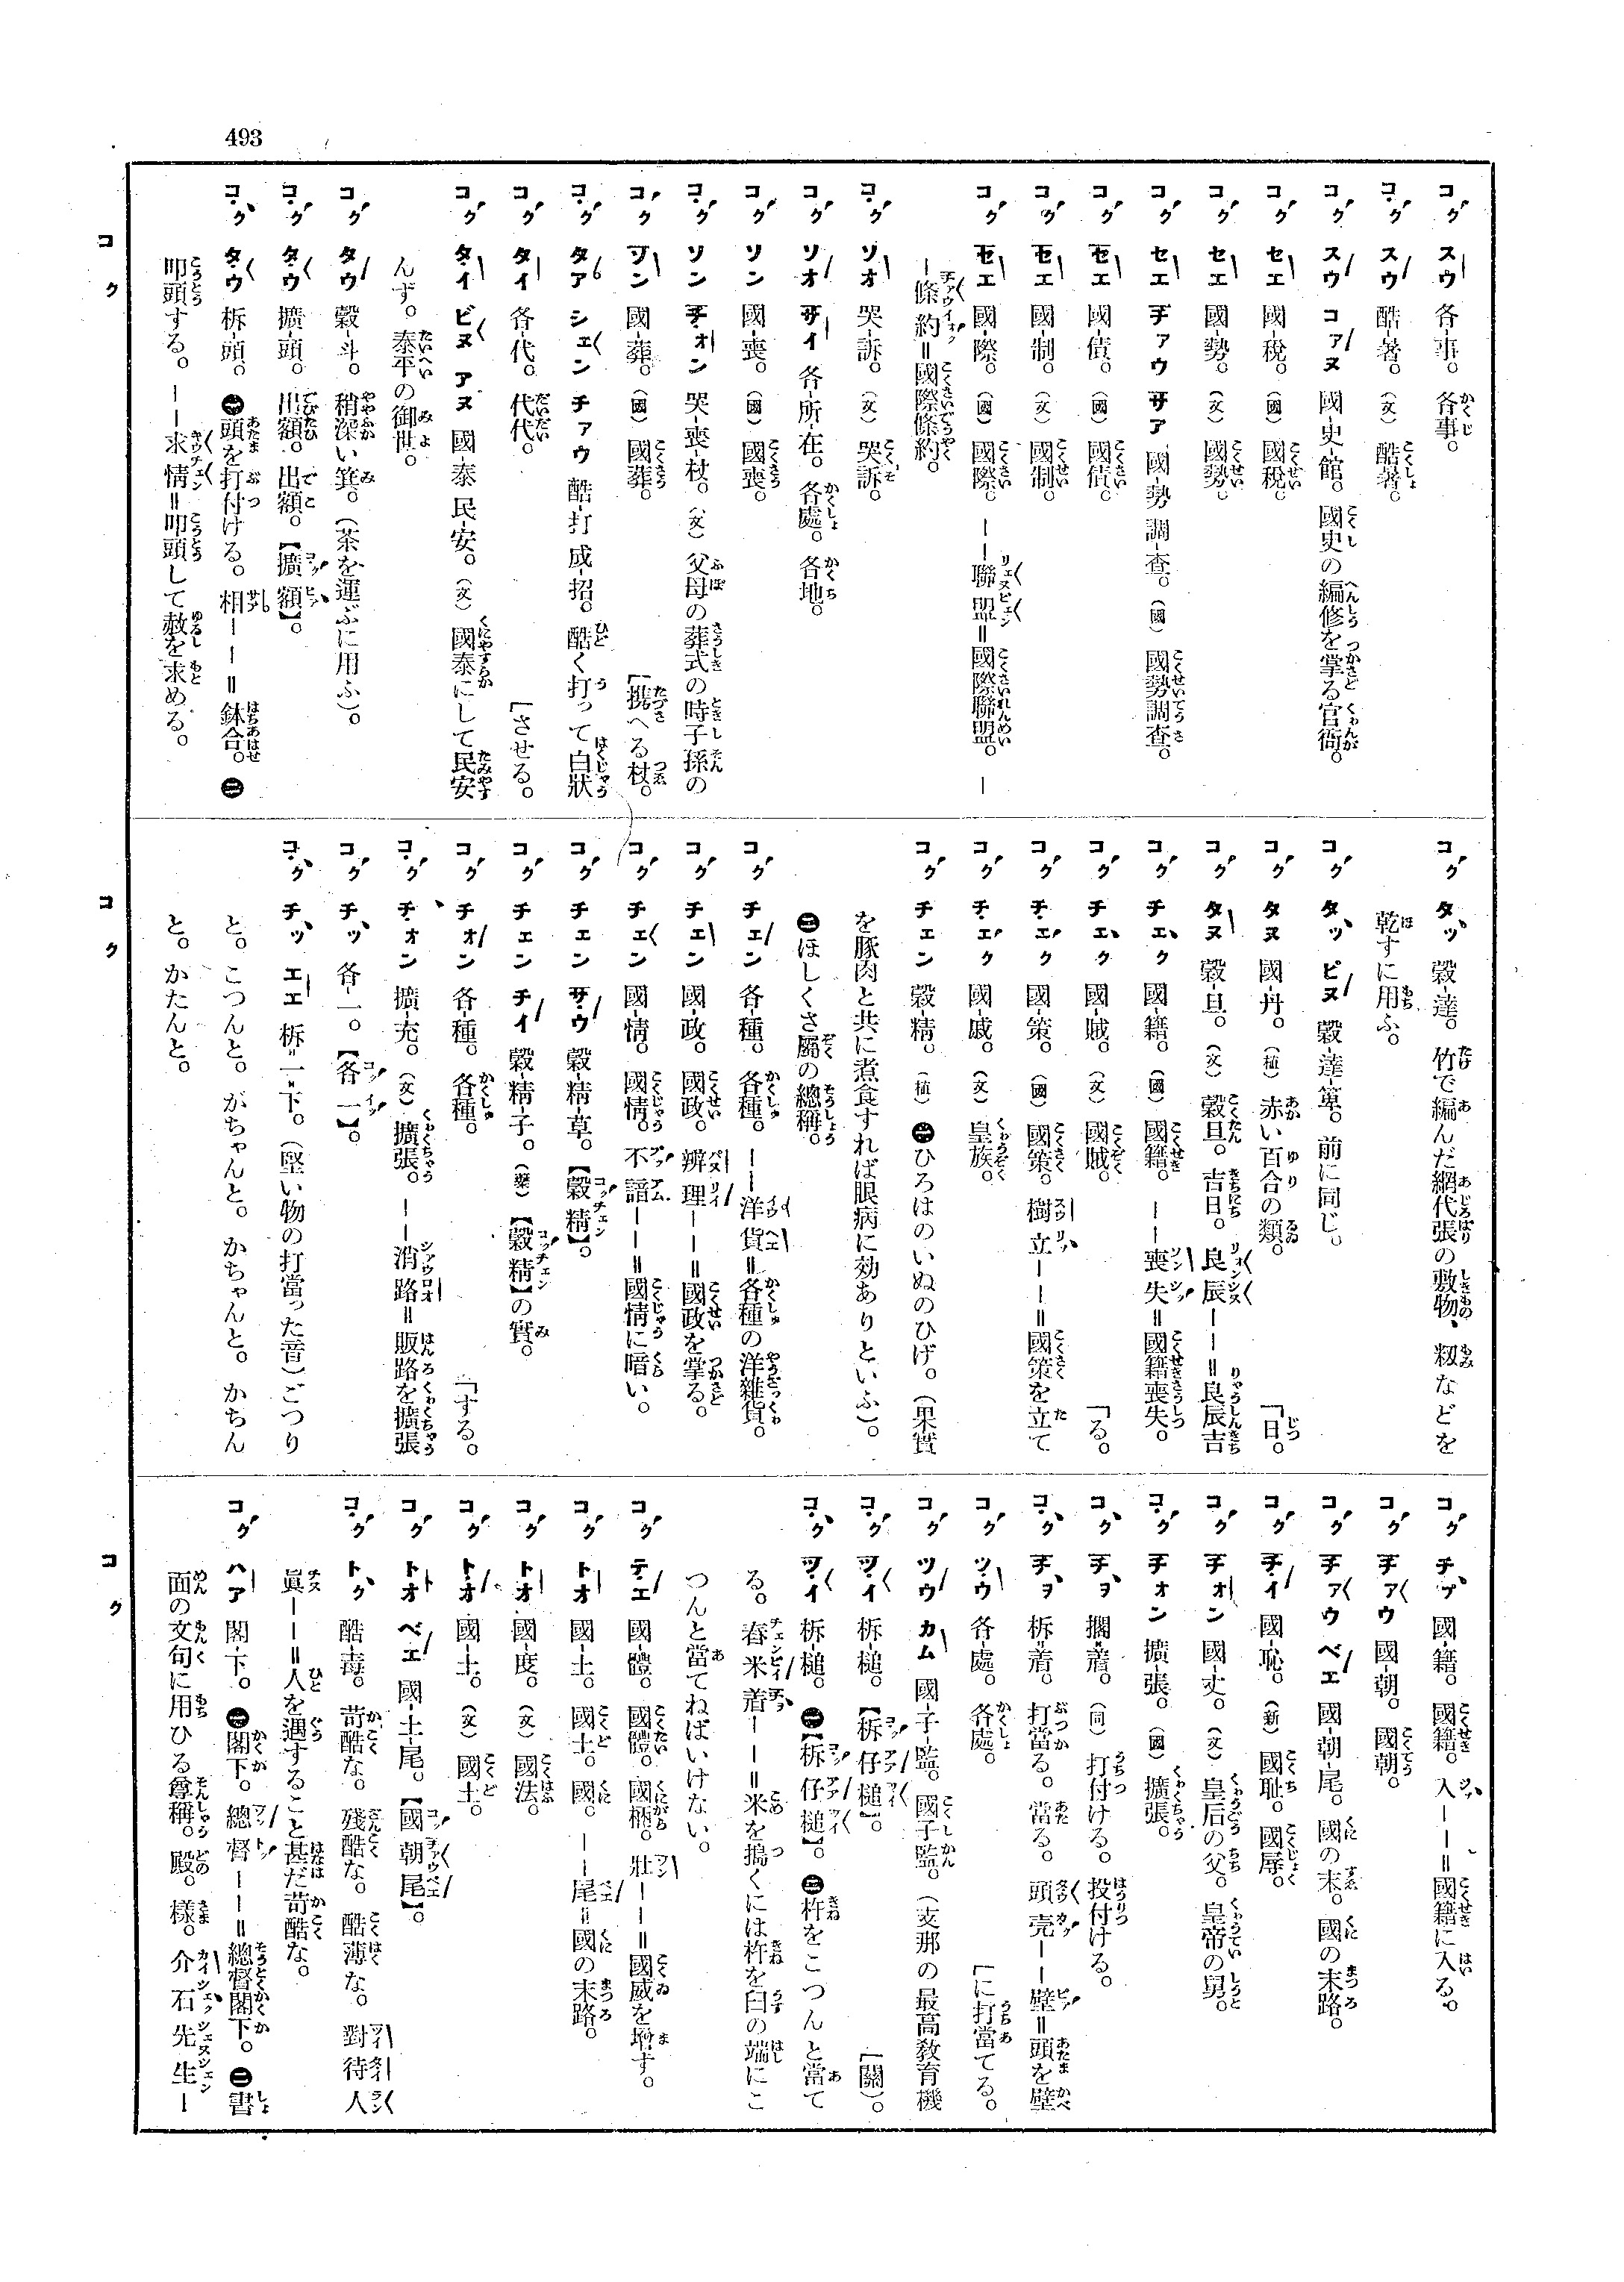 493
コク スウ 各-事。各事。
コク スウ 酷-著。（文）酷著。
コク スウ コァヌ 國-史-館。國史の編修を掌る官衙。
コク セエ 國-稅。（國）國稅。
コク セエ 國-勢。（文）國勢。
コク セエ チァウ サア 國-勢 調-查。（國）國勢調查。
コク セエ 國-債。（國）國債。
コク セエ 國-制。（文）國制。
コク セエ 國-際。（國）國際。——聯盟＝國際聯盟。—
—條約＝國際條約。
コク ソオ 哭-訴。（文）哭訴。
コク ソオ サイ 各-所-在。各處。各地。
コク ソン 國-喪。（國）國喪。
コク ソン チォン 哭-喪-杖。（文）父母の葬式の時子孫の
コク ソン 國-葬。（國）國葬。「携へる杖。
コク タア シェン チァウ 酷-打 成-招。酷く打って白狀
コク タイ 各-代。代代。「させる。
コク タイ ビヌ アヌ 國-泰 民-安。（文）國泰にして民安
んず。泰平の御世。
コク タウ 穀-斗。稍深い箕。（茶を運ぶに用ふ）。
コク タウ 擴-頭。出額。出額。【擴額】。
コク タウ 柝-頭。㊀頭を打付ける。相——＝鉢合。㊁
叩頭する。——求情＝叩頭して赦を求める。
コク
コク タッ 穀-達。竹で編んだ網代張の敷物、籾などを
乾すに用ふ。
コク タッ ピヌ 穀-達-箄。前に同じ。
コク タヌ 國-丹。（植）赤い百合の類。「日。
コク タヌ 穀-旦。（文）穀旦。吉日。良辰——＝良辰吉
コク チェク 國-籍。（國）國籍。——喪失＝國籍喪失。
コク チェク 國-賊。（文）國賊。「る。
コク チェク 國-策。（國）國策。樹立——＝國策を立て
コク チェク 國-戚。（文）皇族。
コク チェン 穀-精。（植）㊀ひろはのいぬのひげ。（果實
を豚肉と共に煮食すれば眼病に効ありといふ）。
㊁ほしくさ屬の總稱。
コク チェン 各-種。各種。——洋貨＝各種の洋雜貨。
コク チェン 國-政。國政。辨理——＝國政を掌る。
コク チェン 國-情。國情。不諳——＝國情に暗い。
コク チェン サウ 穀-精-草。【穀精】。
コク チェン チイ 穀-精-子。（藥）【穀精】の實。
コク チォン 各-種。各種。「する。
コク チォン 擴-充。（文）擴張。——消路＝販路を擴張
コク チッ 各-一。【各一】。
コク チッ エエ 柝=一下。（堅い物の打當った音）ごつり
と。こつんと。がちゃんと。かちゃんと。かちん
と。かたんと。
コク
コク チプ 國-籍。國籍。入——＝國籍に入る。
コク チァウ 國-朝。國朝。
コク チァウ ベエ 國-朝-尾。國の末。國の末路。
コク チイ 國-恥。（新）國耻。國辱。
コク チォン 國-丈。（文）皇后の父。皇帝の舅。
コク チォン 擴-張。（國）擴張。
コク チヲ 擱=着。（同）打付ける。投付ける。
コク チヲ 柝=着。打當る。當る。頭壳——壁＝頭を壁
コク ツウ 各-處。各處。「に打當てる。
コク ツウ カム 國-子-監。國子監。（支那の最高教育機
コク ツイ 柝-槌。【柝仔槌】。「關）。
コク ツイ 柝-槌。㊀【柝仔槌】。㊁杵をこつんと當て
る。舂米着——＝米を搗くには杵を臼の端にこ
つんと當てねばいけない。
コク テエ 國-體。國體。國柄。壯——＝國威を增す。
コク トオ 國-土。國土。國。——尾＝國の末路。
コク トオ 國-度。（文）國法。
コク トオ 國-土。（文）國土。
コク トオ ベエ 國-土-尾。【國朝尾】。
コク トク 酷-毒。苛酷な。殘酷な。酷薄な。對待人
眞——＝人を遇すること甚だ苛酷な。
コク ハア 閣-下。㊀閣下。總督——＝總督閣下。㊁書
面の文句に用ひる尊稱。殿。樣。介石先生—
コク